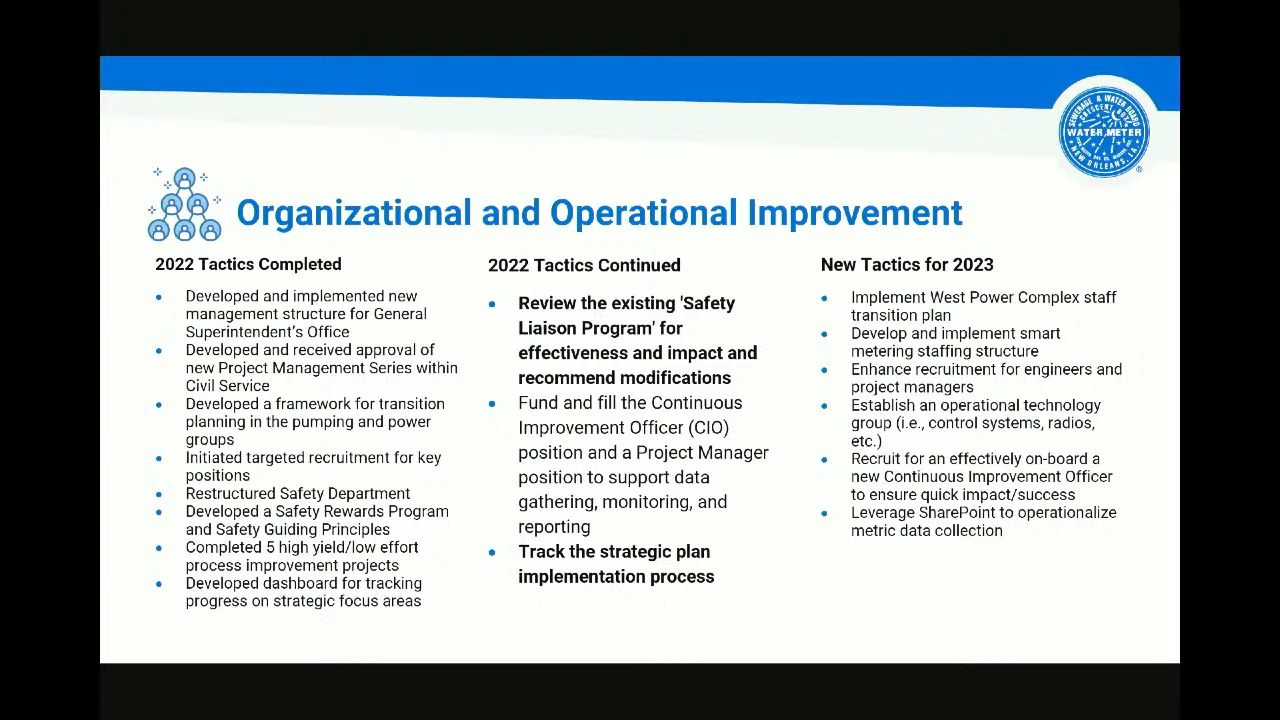 SEWERAGE & WATER BOARD
CRESCENT BOX
WATER METER
NEW ORLEANS, LA.
®
Organizational and Operational Improvement
2022 Tactics Completed
Developed and implemented new
management structure for General
Superintendent's Office
Developed and received approval of
new Project Management Series within
Civil Service
Developed a framework for transition
planning in the pumping and power
groups
Initiated targeted recruitment for key
positions
Restructured Safety Department
Developed a Safety Rewards Program
and Safety Guiding Principles
Completed 5 high yield/low effort
process improvement projects
Developed dashboard for tracking
progress on strategic focus areas
2022 Tactics Continued
Review the existing 'Safety
Liaison Program' for
effectiveness and impact and
recommend modifications
Fund and fill the Continuous
Improvement Officer (CIO)
position and a Project Manager
position to support data
gathering, monitoring, and
reporting
Track the strategic plan
implementation process
New Tactics for 2023
Implement West Power Complex staff
transition plan
Develop and implement smart
metering staffing structure
Enhance recruitment for engineers and
project managers
Establish an operational technology
group (i.e., control systems, radios,
etc.)
Recruit for an effectively on-board a
new Continuous Improvement Officer
to ensure quick impact/success
Leverage SharePoint to operationalize
metric data collection